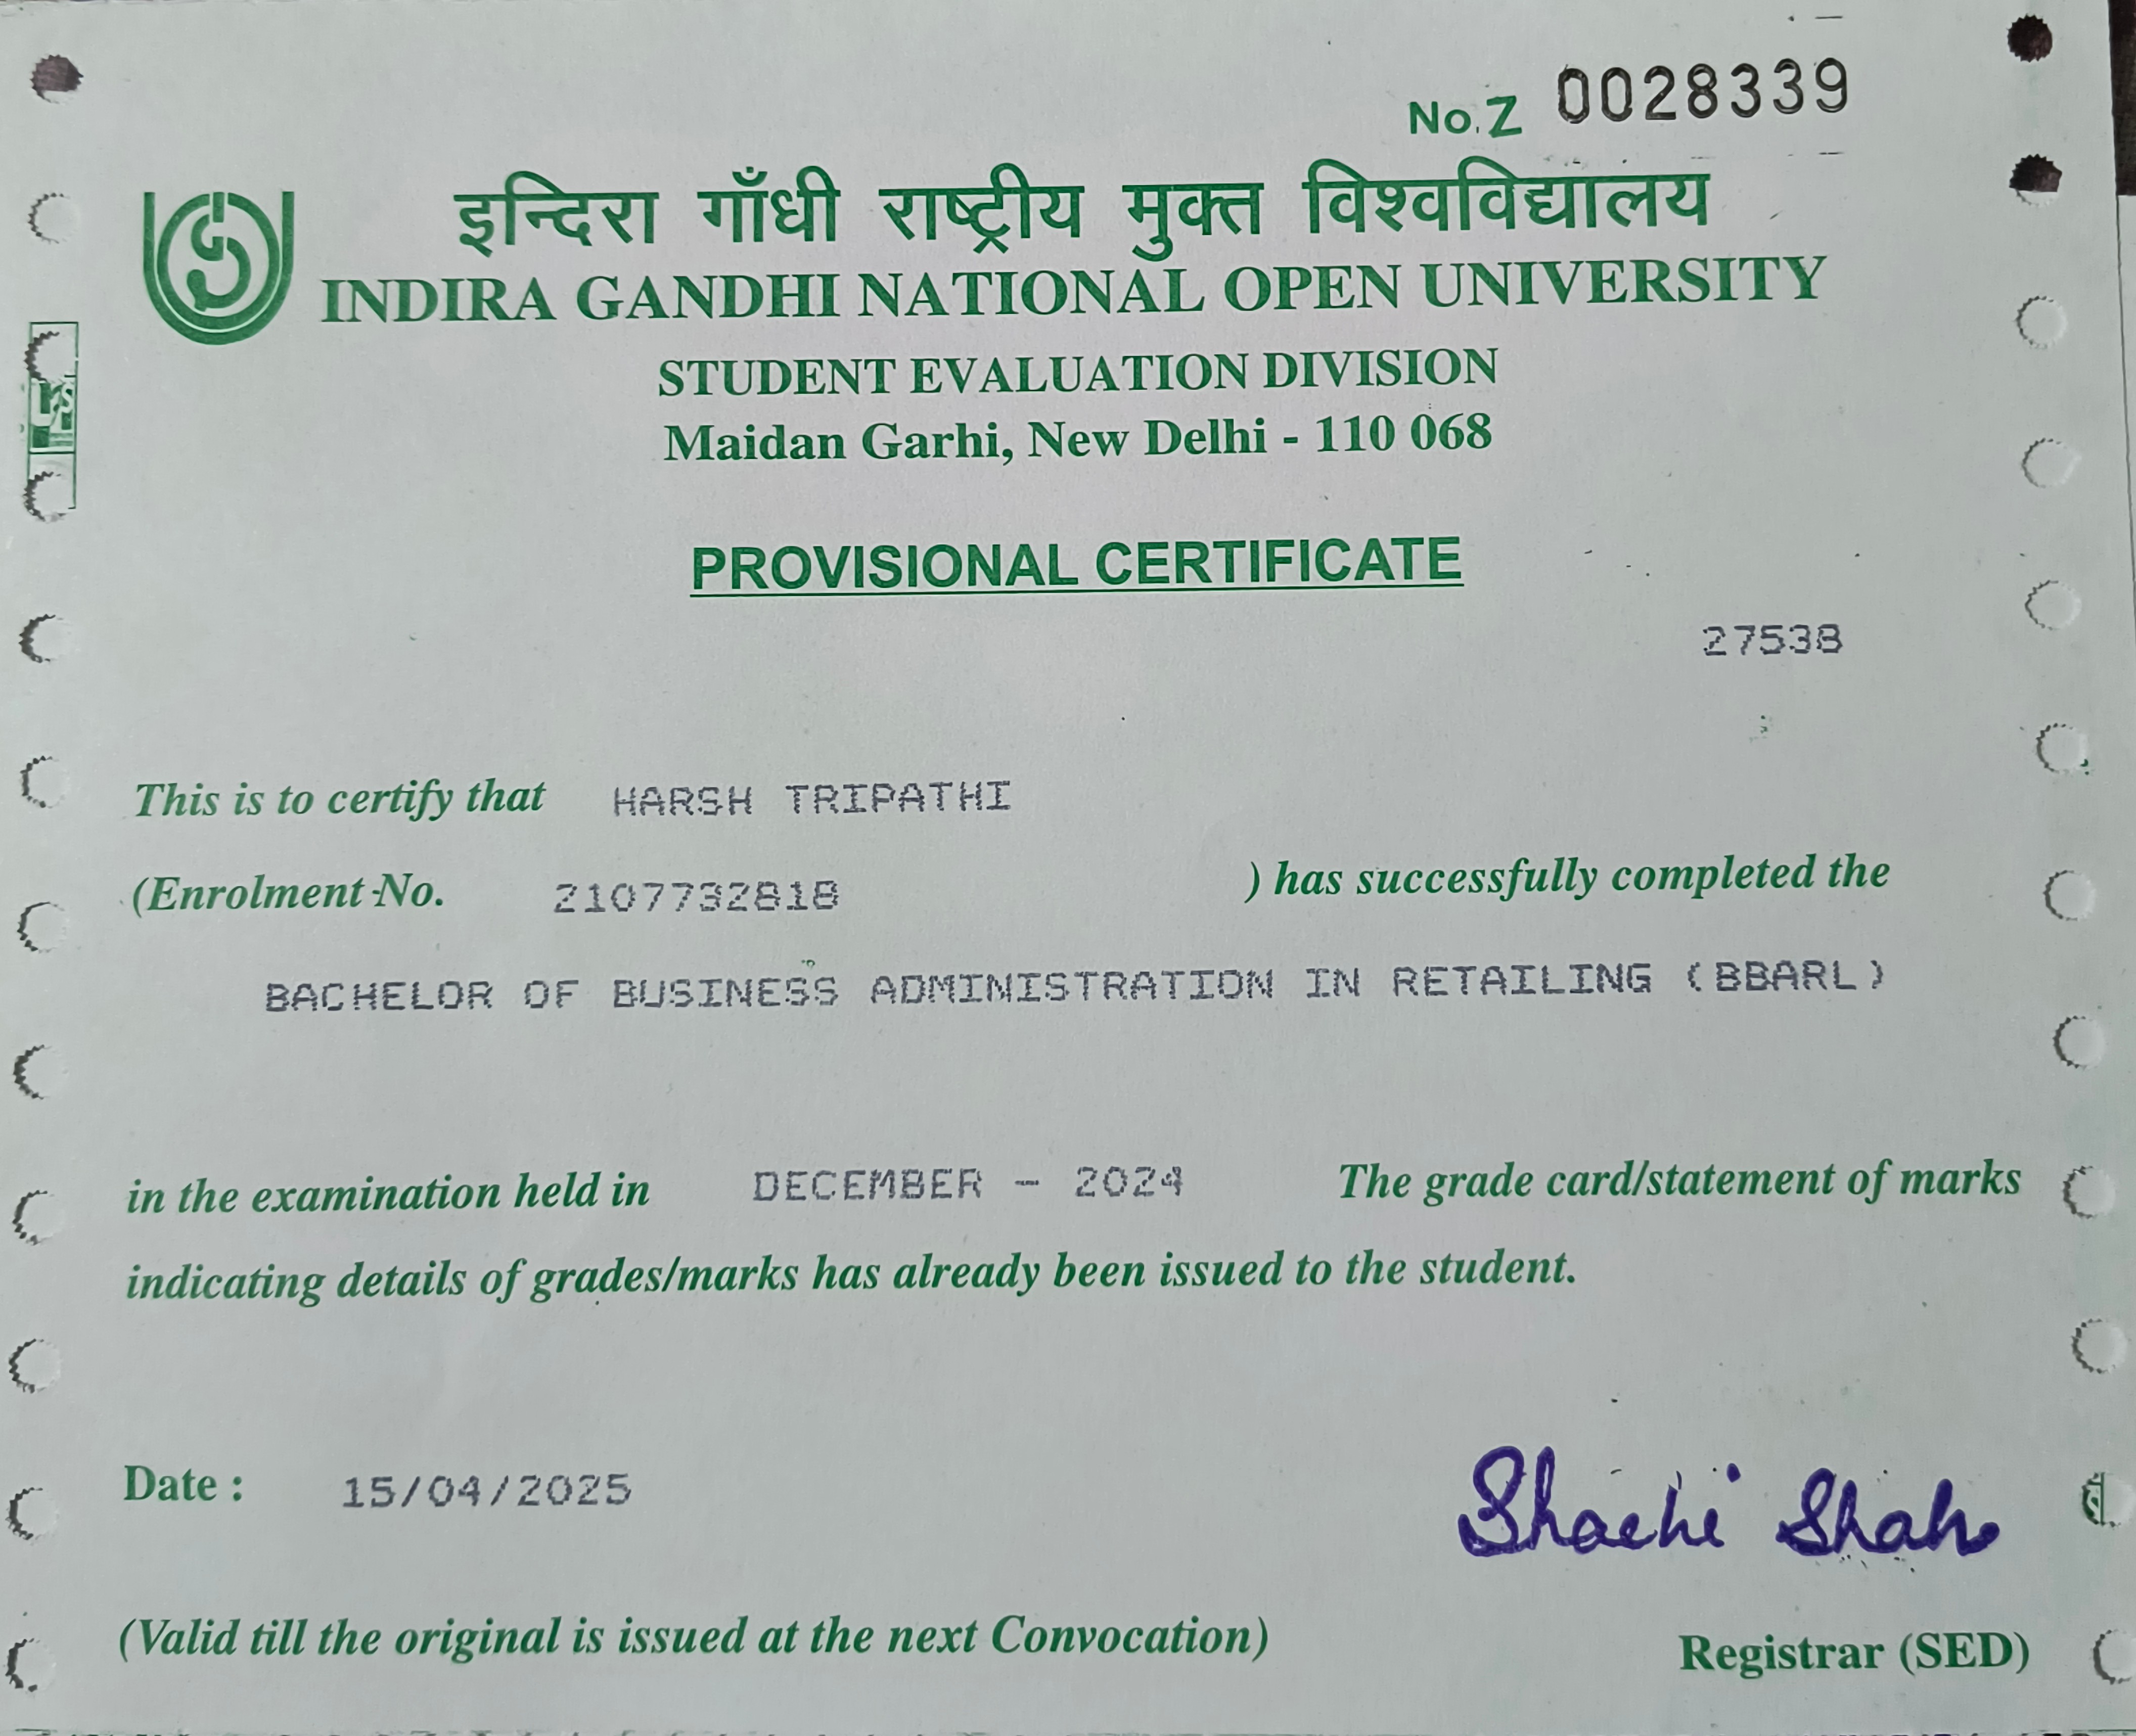 No. Z 0028339
इन्दिरा गाँधी राष्ट्रीय मुक्त विश्वविद्यालय
INDIRA GANDHI NATIONAL OPEN UNIVERSITY
STUDENT EVALUATION DIVISION
Maidan Garhi, New Delhi - 110 068
PROVISIONAL CERTIFICATE
27538
This is to certify that HARSH TRIPATHI
(Enrolment No. 2107732818 ) has successfully completed the
BACHELOR OF BUSINESS ADMINISTRATION IN RETAILING (BBARL)
in the examination held in DECEMBER - 2024 The grade card/statement of marks
indicating details of grades/marks has already been issued to the student.
Date : 15/04/2025
Shachi Shah
(Valid till the original is issued at the next Convocation)
Registrar (SED)